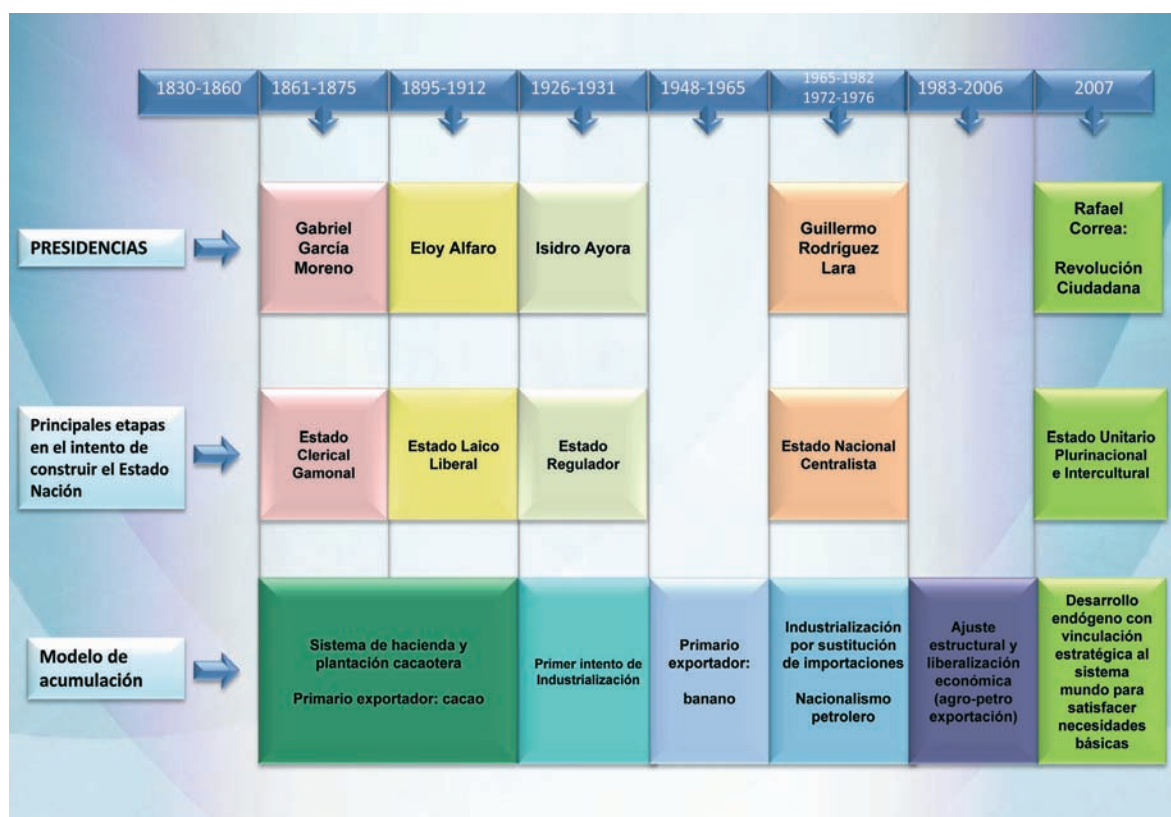 1830-1860
1861-1875
1895-1912
1926-1931
1948-1965
1965-1982
1972-1976
1983-2006
2007
PRESIDENCIAS
Gabriel
García
Moreno
Eloy Alfaro
Isidro Ayora
Guillermo
Rodríguez
Lara
Rafael
Correa:
Revolución
Ciudadana
Principales etapas
en el intento de
construir el Estado
Nación
Estado
Clerical
Gamonal
Estado Laico
Liberal
Estado
Regulador
Estado Nacional
Centralista
Estado Unitario
Plurinacional
e Intercultural
Modelo de
acumulación
Sistema de hacienda y
plantación cacaotera
Primario exportador: cacao
Primer intento de
Industrialización
Primario
exportador:
banano
Industrialización
por sustitución
de importaciones
Nacionalismo
petrolero
Ajuste
estructural y
liberalización
económica
(agro-petro
exportación)
Desarrollo
endógeno con
vinculación
estratégica al
sistema
mundo para
satisfacer
necesidades
básicas